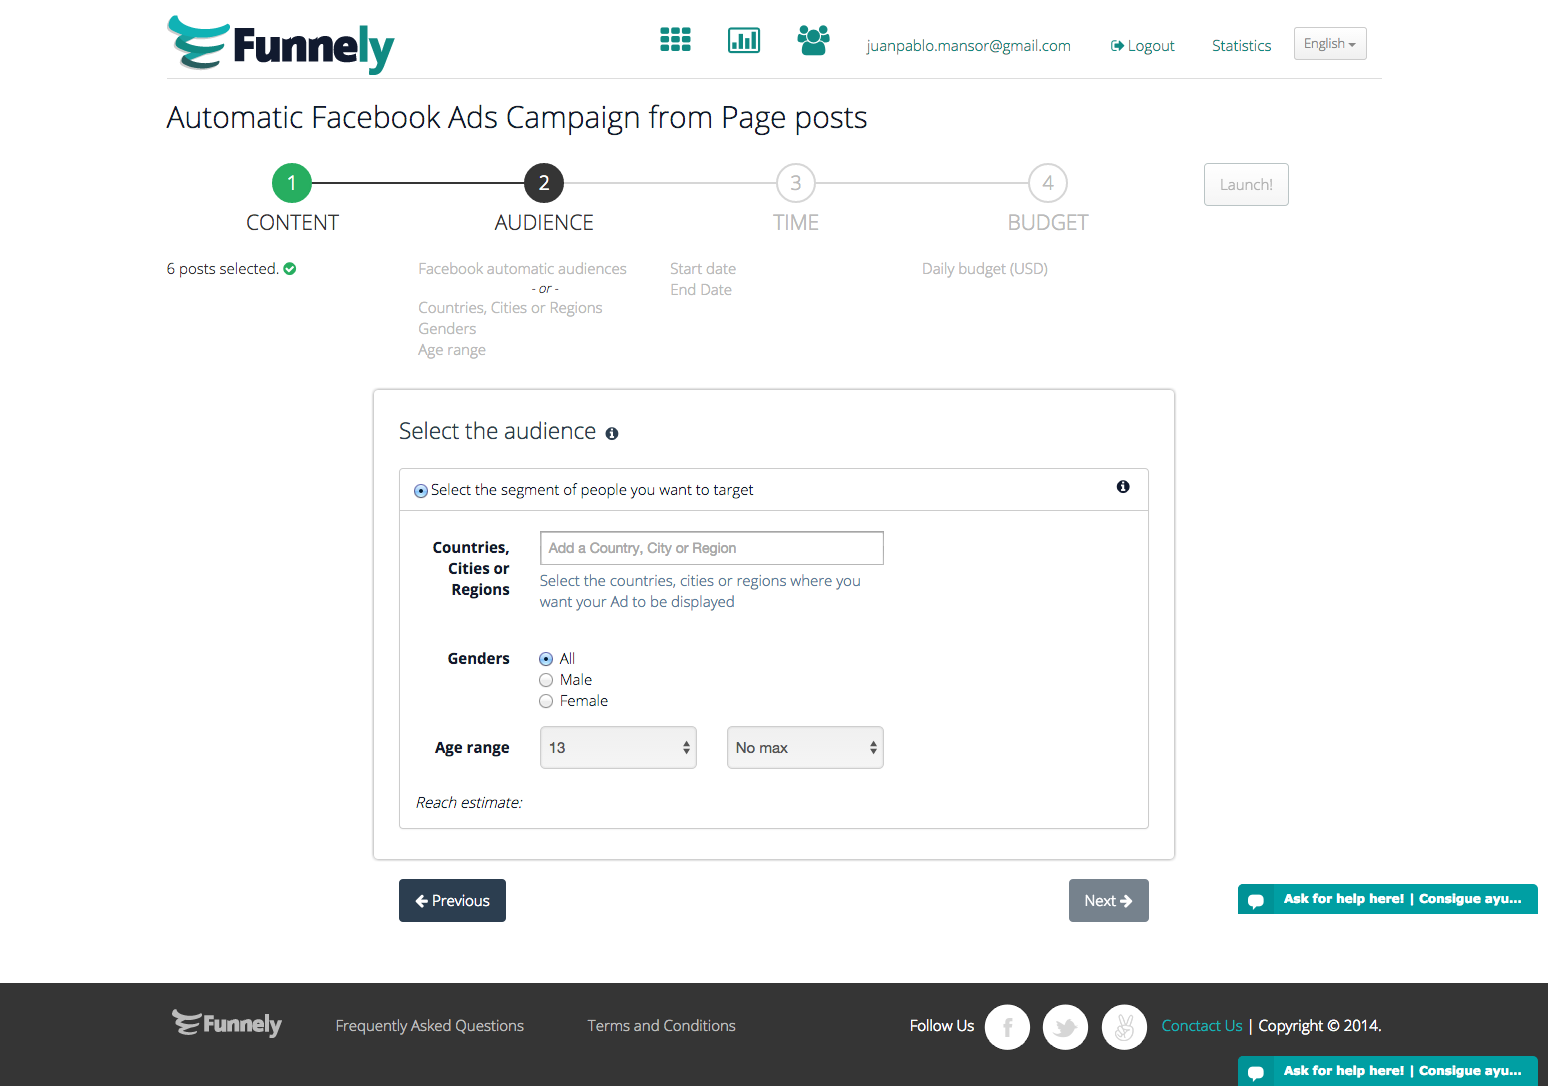 Funnely
juanpablo.mansor@gmail.com
Logout
Statistics
English
Automatic Facebook Ads Campaign from Page posts
1
2
3
4
Launch!
CONTENT
AUDIENCE
TIME
BUDGET
6 posts selected.
Facebook automatic audiences
- or -
Countries, Cities or Regions
Genders
Age range
Start date
End Date
Daily budget (USD)
Select the audience
Select the segment of people you want to target
Countries,
Cities or
Regions
Add a Country, City or Region
Select the countries, cities or regions where you
want your Ad to be displayed
Genders
All
Male
Female
Age range
13
No max
Reach estimate:
Previous
Next
Ask for help here! | Consigue ayu...
Funnely
Frequently Asked Questions
Terms and Conditions
Follow Us
Conctact Us | Copyright © 2014.
Ask for help here! | Consigue ayu...